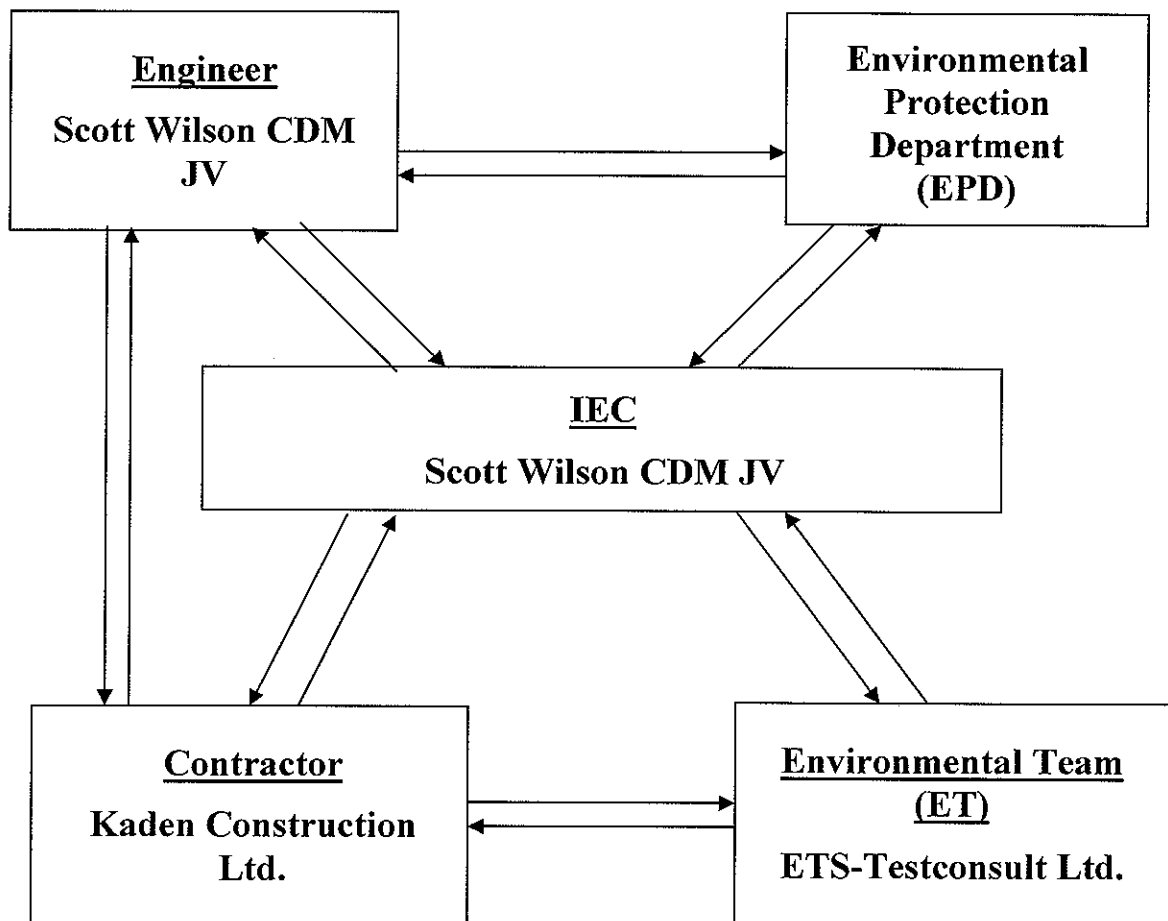 Engineer
Scott Wilson CDM
JV
Environmental
Protection
Department
(EPD)
IEC
Scott Wilson CDM JV
Contractor
Kaden Construction
Ltd.
Environmental Team
(ET)
ETS-Testconsult Ltd.